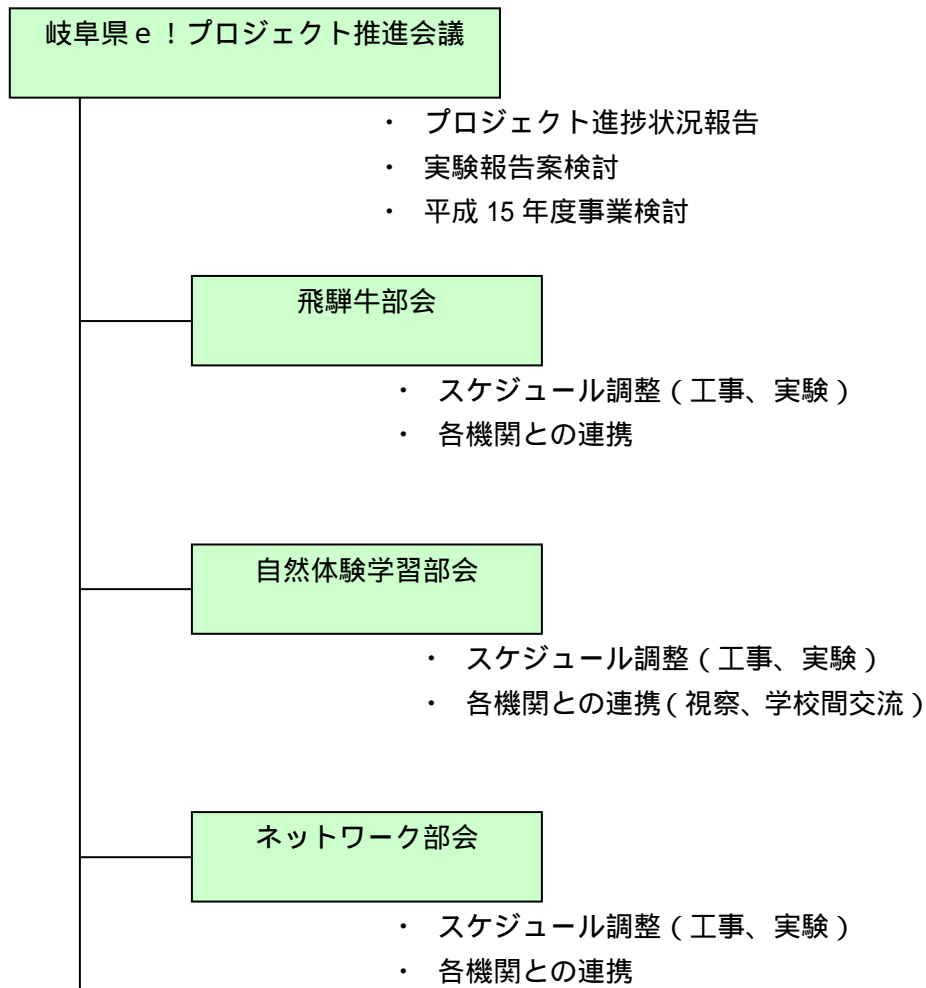 岐阜県ｅ！プロジェクト推進会議
・ プロジェクト進捗状況報告
・ 実験報告案検討
・ 平成 15 年度事業検討
飛騨牛部会
・ スケジュール調整（工事、実験）
・ 各機関との連携
自然体験学習部会
・ スケジュール調整（工事、実験）
・ 各機関との連携（視察、学校間交流）
ネットワーク部会
・ スケジュール調整（工事、実験）
・ 各機関との連携